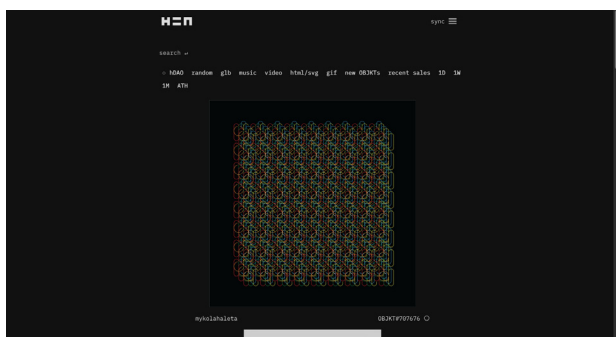 H=N
sync
search ↵
○ hDAO random glb music video html/svg gif new OBJKTs recent sales 1D 1W
1M ATH
mykolahaleta
OBJKT#707676 ○